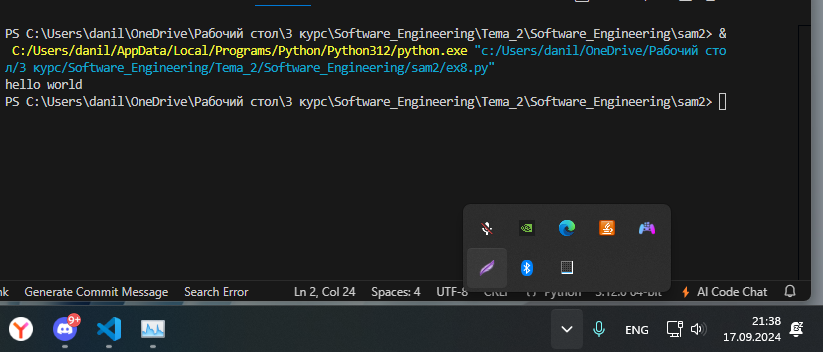 PS C:\Users\danil\OneDrive\Рабочий стол\3 курс\Software_Engineering\Tema_2\Software_Engineering\sam2> &
C:/Users/danil/AppData/Local/Programs/Python/Python312/python.exe "c:/Users/danil/OneDrive/Рабочий сто
л/3 курс/Software_Engineering/Tema_2/Software_Engineering/sam2/ex8.py"
hello world
PS C:\Users\danil\OneDrive\Рабочий стол\3 курс\Software_Engineering\Tema_2\Software_Engineering\sam2>
nk Generate Commit Message Search Error Ln 2, Col 24 Spaces: 4 UTF-8 CRLF {} Python 3.12.6 64-bit AI Code Chat
9+ ENG 21:38
17.09.2024